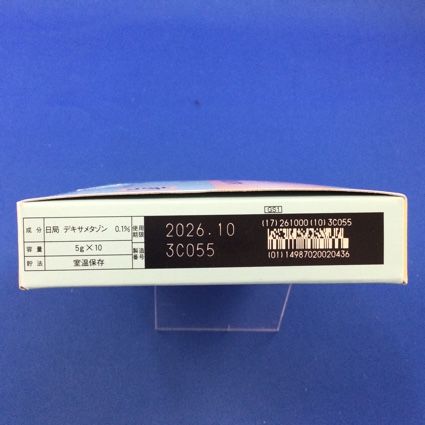 GS1
成分 日局 デキサメタゾン 0.1%
容量 5g×10
貯法 室温保存
使用期限 2026.10
製造番号 3C055
(17)261000(10)3C055
(01)14987020020436